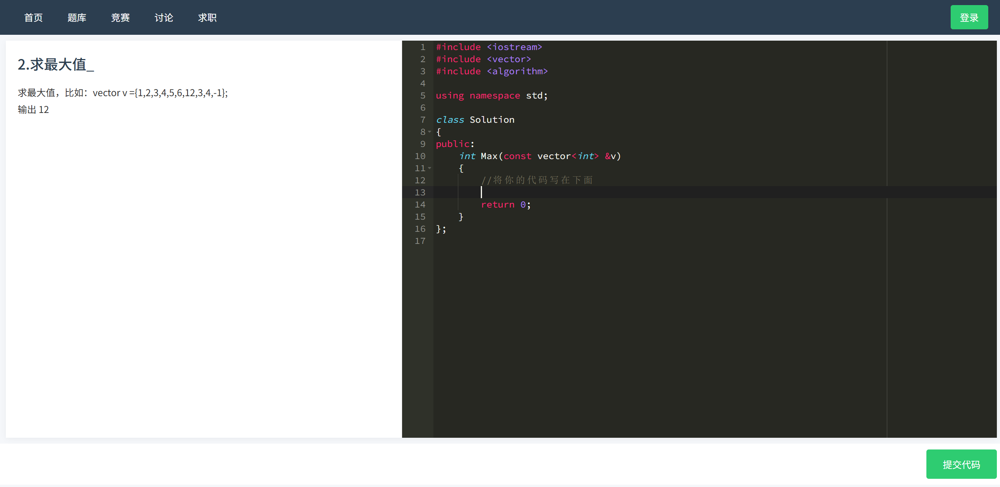 首页 题库 竞赛 讨论 求职 登录
2.求最大值_
求最大值，比如：vector v ={1,2,3,4,5,6,12,3,4,-1};
输出 12
1 #include <iostream>
2 #include <vector>
3 #include <algorithm>
4
5 using namespace std;
6
7 class Solution
8 {
9 public:
10     int Max(const vector<int> &v)
11     {
12         //将你的代码写在下面
13
14         return 0;
15     }
16 };
17
提交代码